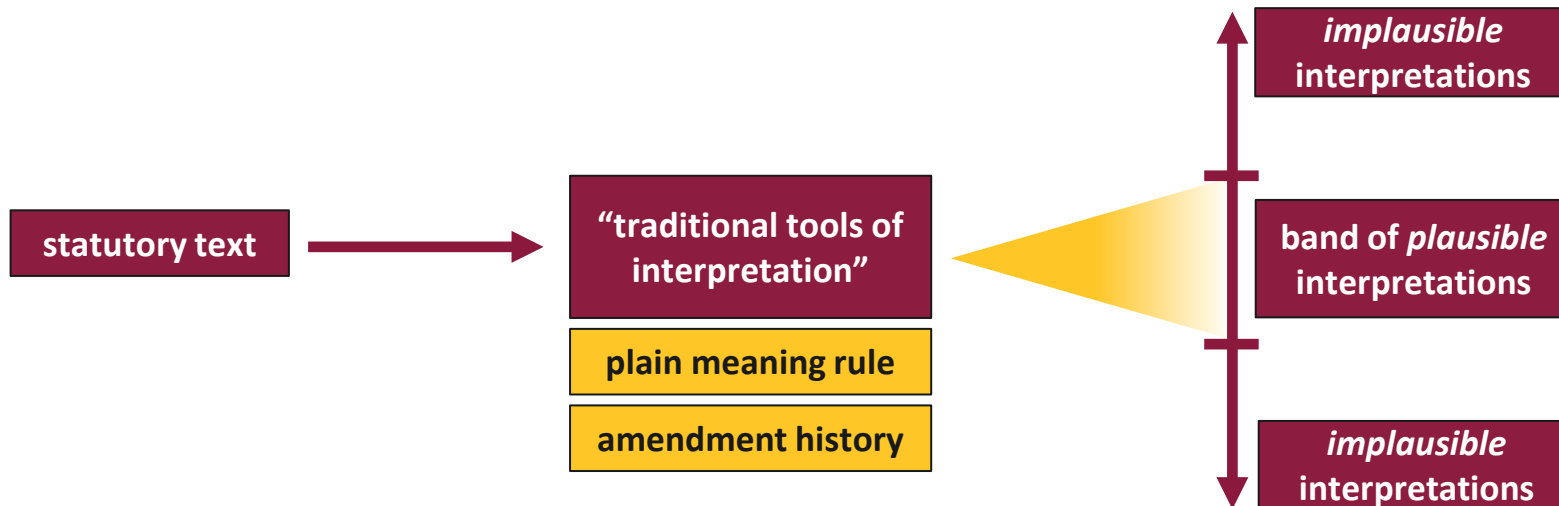 statutory text
“traditional tools of
interpretation”
plain meaning rule
amendment history
implausible
interpretations
band of plausible
interpretations
implausible
interpretations